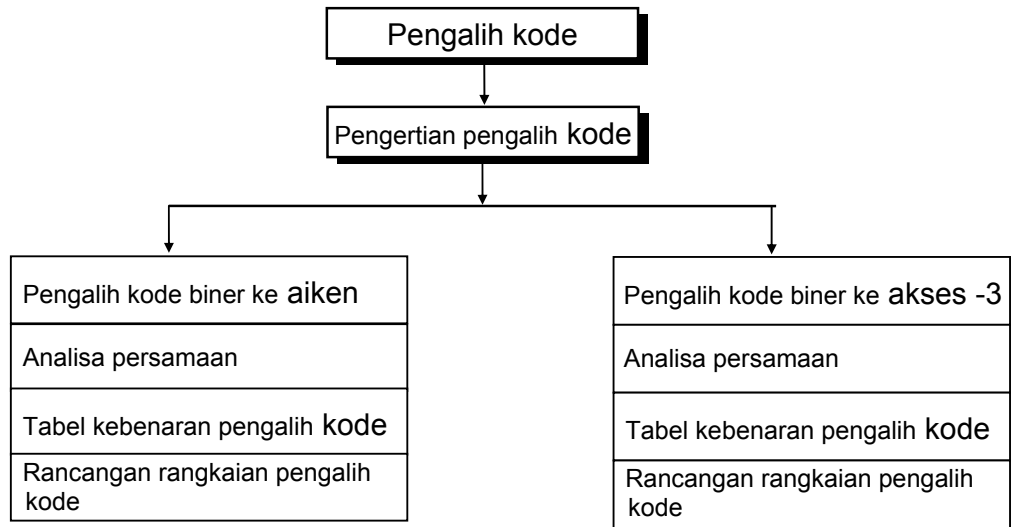 Pengalih kode
Pengertian pengalih kode
Pengalih kode biner ke aiken
Analisa persamaan
Tabel kebenaran pengalih kode
Rancangan rangkaian pengalih
kode
Pengalih kode biner ke akses -3
Analisa persamaan
Tabel kebenaran pengalih kode
Rancangan rangkaian pengalih
kode